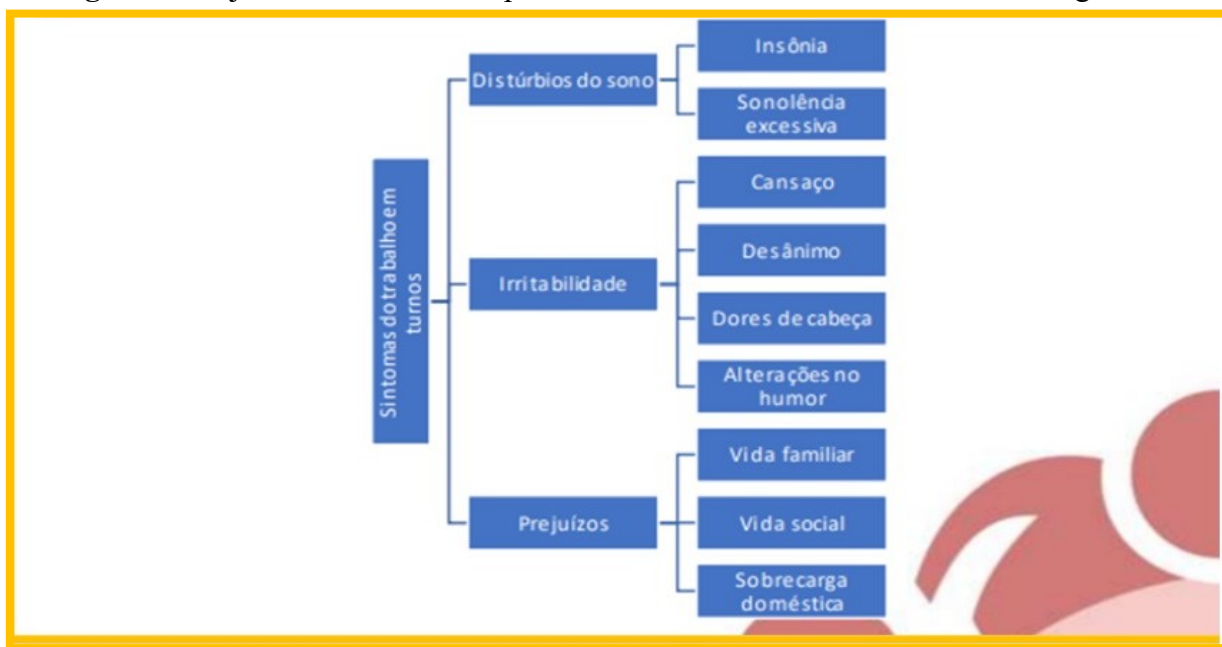 Distúrbios do sono
Insônia
Sonolência
excessiva
Sintomas do trabalho em
turnos
Irritabilidade
Cansaço
Desânimo
Dores de cabeça
Alterações no
humor
Prejuízos
Vida familiar
Vida social
Sobrecarga
doméstica